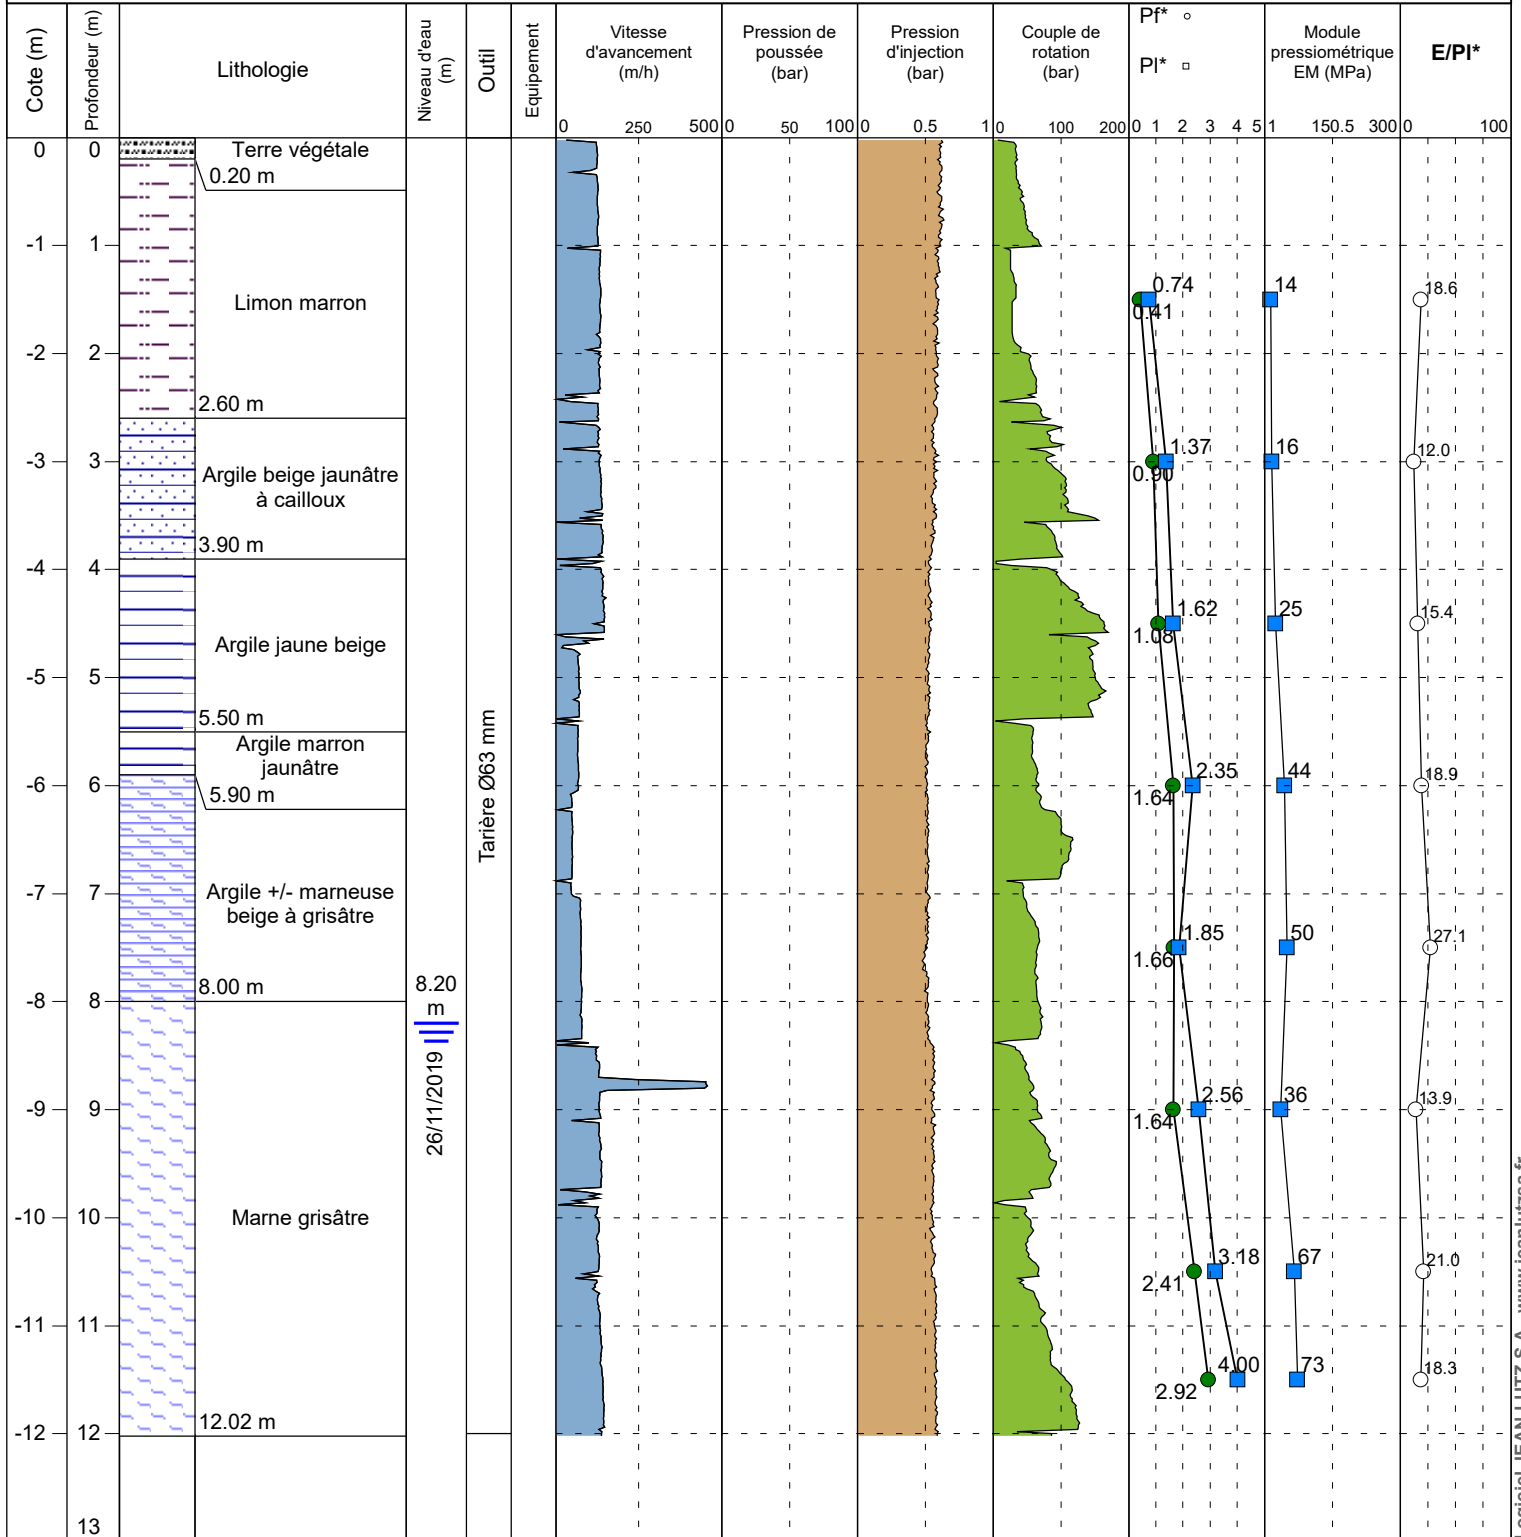 Cote (m)
Profondeur (m)
Lithologie
Niveau d'eau
(m)
Outil
Equipement
Vitesse
d'avancement
(m/h)
Pression de
poussée
(bar)
Pression
d'injection
(bar)
Couple de
rotation
(bar)
Pf*
Pl*
Module
pressiométrique
EM (MPa)
E/Pl*
0 250 500
0 50 100
0 0.5 1
0 100 200
0 1 2 3 4 5
1 150.5 300
0 100
0 0
Terre végétale
0.20 m
-1 1
Limon marron
0.74
0.41
14
18.6
-2 2
2.60 m
-3 3
Argile beige jaunâtre
à cailloux
1.37
0.90
16
12.0
3.90 m
-4 4
Argile jaune beige
1.62
1.08
25
15.4
-5 5
5.50 m
Argile marron
jaunâtre
5.90 m
-6 6
2.35
1.64
44
18.9
Tarière Ø63 mm
-7 7
Argile +/- marneuse
beige à grisâtre
1.85
1.66
50
27.1
8.00 m
-8 8
8.20
m
26/11/2019
-9 9
2.56
1.64
36
13.9
-10 10
Marne grisâtre
3.18
2.41
67
21.0
-11 11
4.00
2.92
73
18.3
12.02 m
-12 12
13
JEAN LUTZ S.A - www.jeanlutzsa.fr